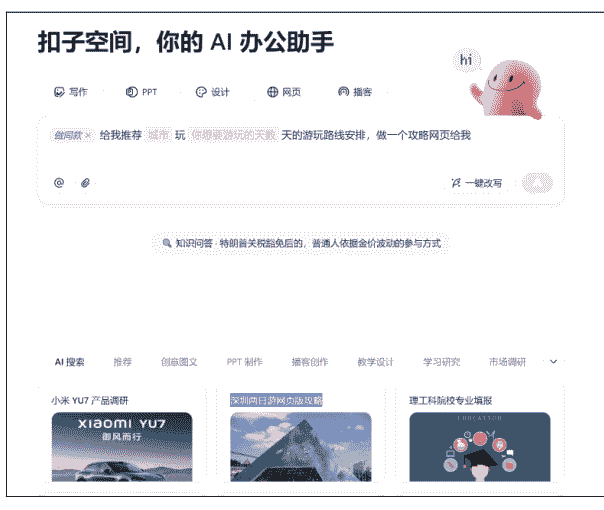 扣子空间，你的 AI 办公助手
hi
写作 PPT 设计 网页 播客
做同款 × 给我推荐 城市 玩 你想要游玩的天数 天的游玩路线安排，做一个攻略网页给我
@ 一键改写
知识问答 · 特朗普关税豁免后的，普通人依据金价波动的参与方式
AI 搜索 推荐 创意图文 PPT 制作 播客创作 教学设计 学习研究 市场调研
小米 YU7 产品调研 深圳两日游网页版攻略 理工科院校专业填报
XIAOMI YU7
御风而行
EDUCATION